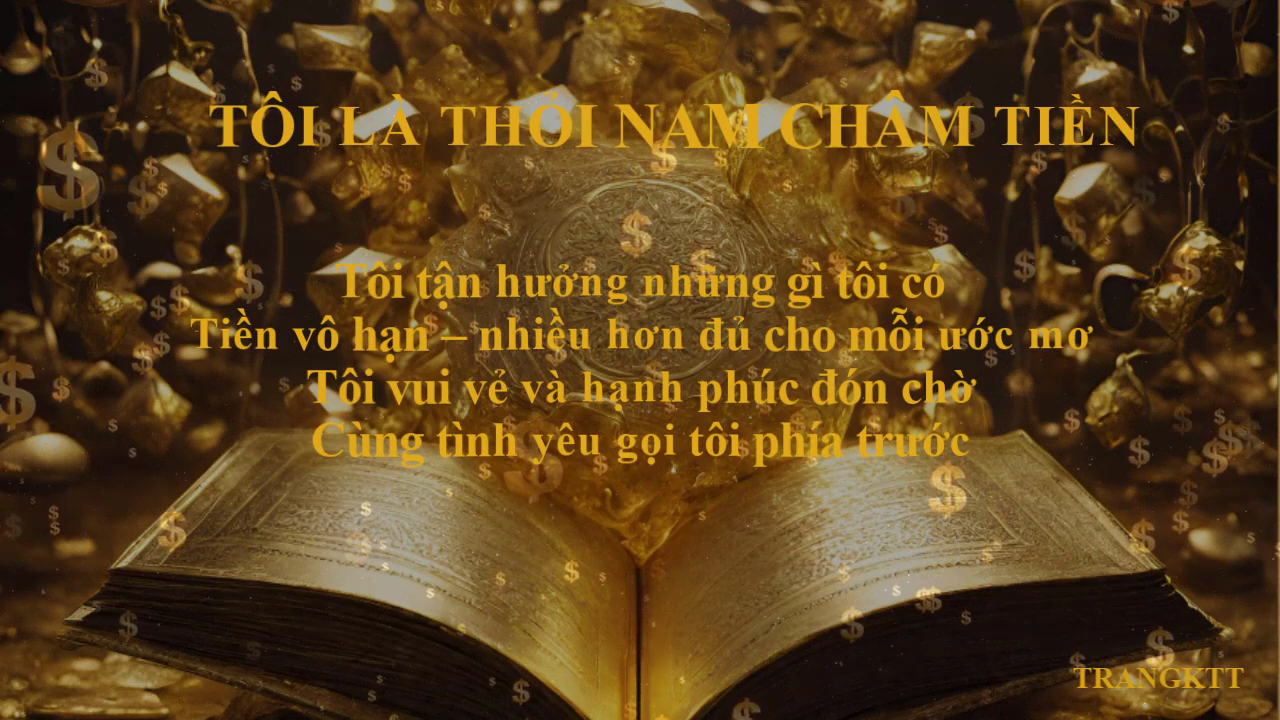 TÔI LÀ THỎI NAM CHÂM TIỀN
Tôi tận hưởng những gì tôi có
Tiền vô hạn – nhiều hơn đủ cho mỗi ước mơ
Tôi vui vẻ và hạnh phúc đón chờ
Cùng tình yêu gọi tôi phía trước
TRANGKTT